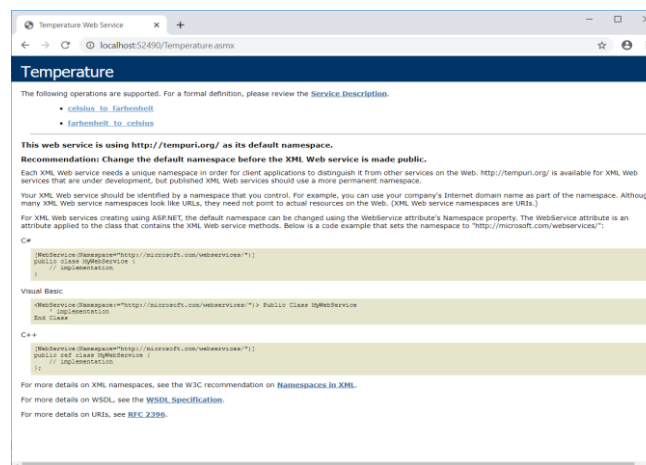 Temperature Web Service
localhost:52490/Temperature.asmx
Temperature
The following operations are supported. For a formal definition, please review the Service Description.
celsius_to_farhenheit
farhenheit_to_celsius
This web service is using http://tempuri.org/ as its default namespace.
Recommendation: Change the default namespace before the XML Web service is made public.
Each XML Web service needs a unique namespace in order for client applications to distinguish it from other services on the Web. http://tempuri.org/ is available for XML Web
services that are under development, but published XML Web services should use a more permanent namespace.
Your XML Web service should be identified by a namespace that you control. For example, you can use your company's Internet domain name as part of the namespace. Althoug
many XML Web service namespaces look like URLs, they need not point to actual resources on the Web. (XML Web service namespaces are URIs.)
For XML Web services creating using ASP.NET, the default namespace can be changed using the WebService attribute's Namespace property. The WebService attribute is an
attribute applied to the class that contains the XML Web service methods. Below is a code example that sets the namespace to "http://microsoft.com/webservices/":
C#
[WebService(Namespace="http://microsoft.com/webservices/")]
public class MyWebService {
// implementation
}
Visual Basic
<WebService(Namespace:="http://microsoft.com/webservices/")> Public Class MyWebService
' implementation
End Class
C++
[WebService(Namespace="http://microsoft.com/webservices/")]
public ref class MyWebService {
// implementation
};
For more details on XML namespaces, see the W3C recommendation on Namespaces in XML.
For more details on WSDL, see the WSDL Specification.
For more details on URIs, see RFC 2396.